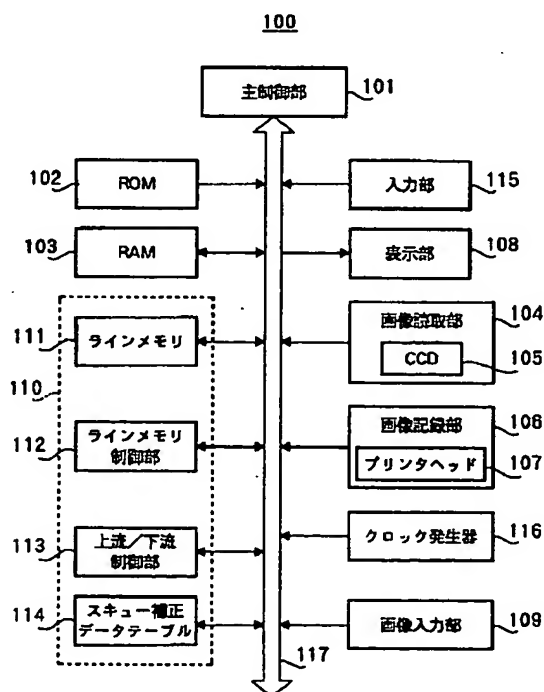 100
主制御部
101
102
ROM
入力部
115
103
RAM
表示部
108
111
ラインメモリ
画像読取部
104
CCD
105
110
112
ラインメモリ
制御部
画像記録部
106
プリンタヘッド
107
113
上流/下流
制御部
クロック発生器
116
114
スキュー補正
データテーブル
画像入力部
109
117